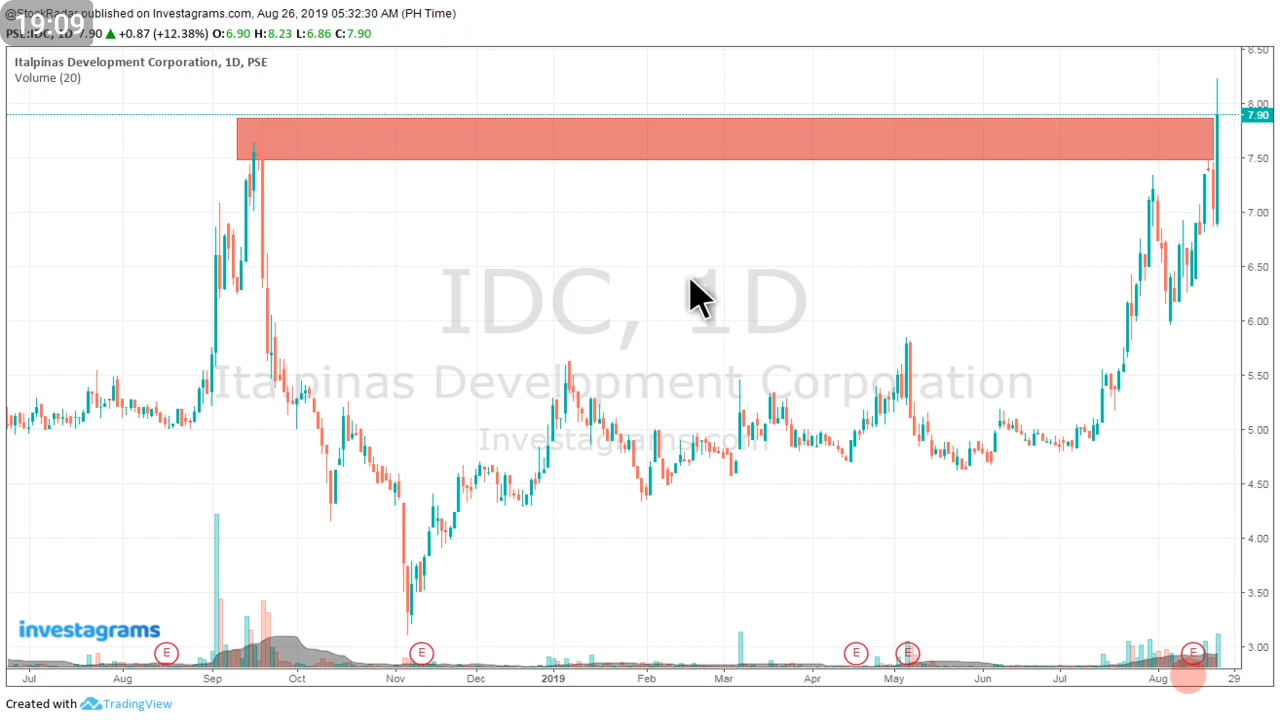 @StockRadar published on Investagrams.com, Aug 26, 2019 05:32:30 AM (PH Time)
19:09
PSE:IDC, 1D 7.90 ▲ +0.87 (+12.38%) O:6.90 H:8.23 L:6.86 C:7.90
Italpinas Development Corporation, 1D, PSE
Volume (20)
8.50
8.00
7.90
7.50
7.00
6.50
6.00
5.50
5.00
4.50
4.00
3.50
3.00
IDC, 1D
Italpinas Development Corporation
Investagrams.com
investagrams
E E E E E
Jul Aug Sep Oct Nov Dec 2019 Feb Mar Apr May Jun Jul Aug 29
Created with TradingView